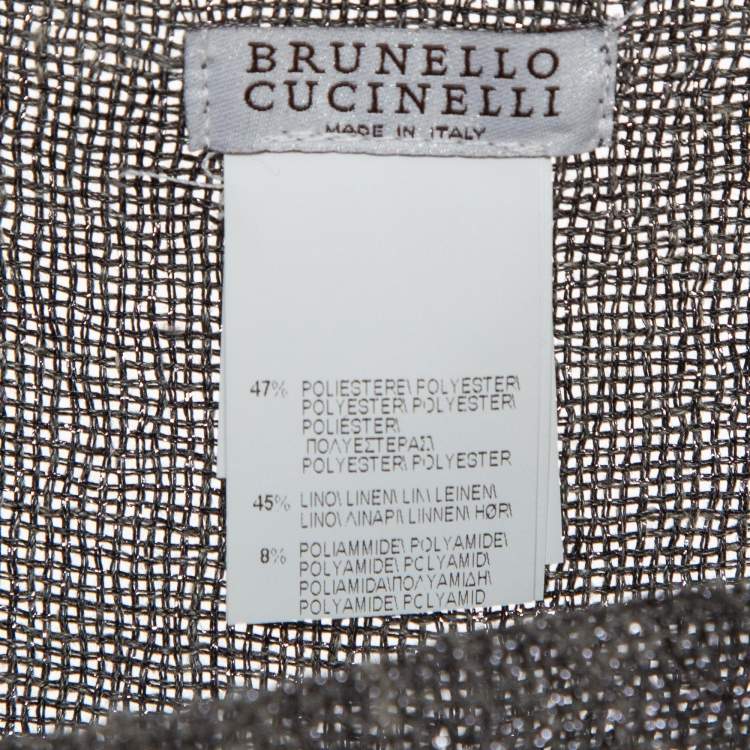 BRUNELLO
CUCINELLI
MADE IN ITALY
47% POLIESTERE\ POLYESTER\
POLYESTER\ POLYESTER\
POLIESTER\
ΠΟΛΥΕΣΤΕΡΑΣ\
POLYESTER\ POLYESTER
45% LINO\ LINEN\ LIN\ LEINEN\
LINO\ ΛΙΝΑΡΙ\ LINNEN\ HØR\
8% POLIAMMIDE\ POLYAMIDE\
POLYAMIDE\ POLYAMID\
POLIAMIDA\ ΠΟΛΥΑΜΙΔΗ\
POLYAMIDE\ POLYAMID